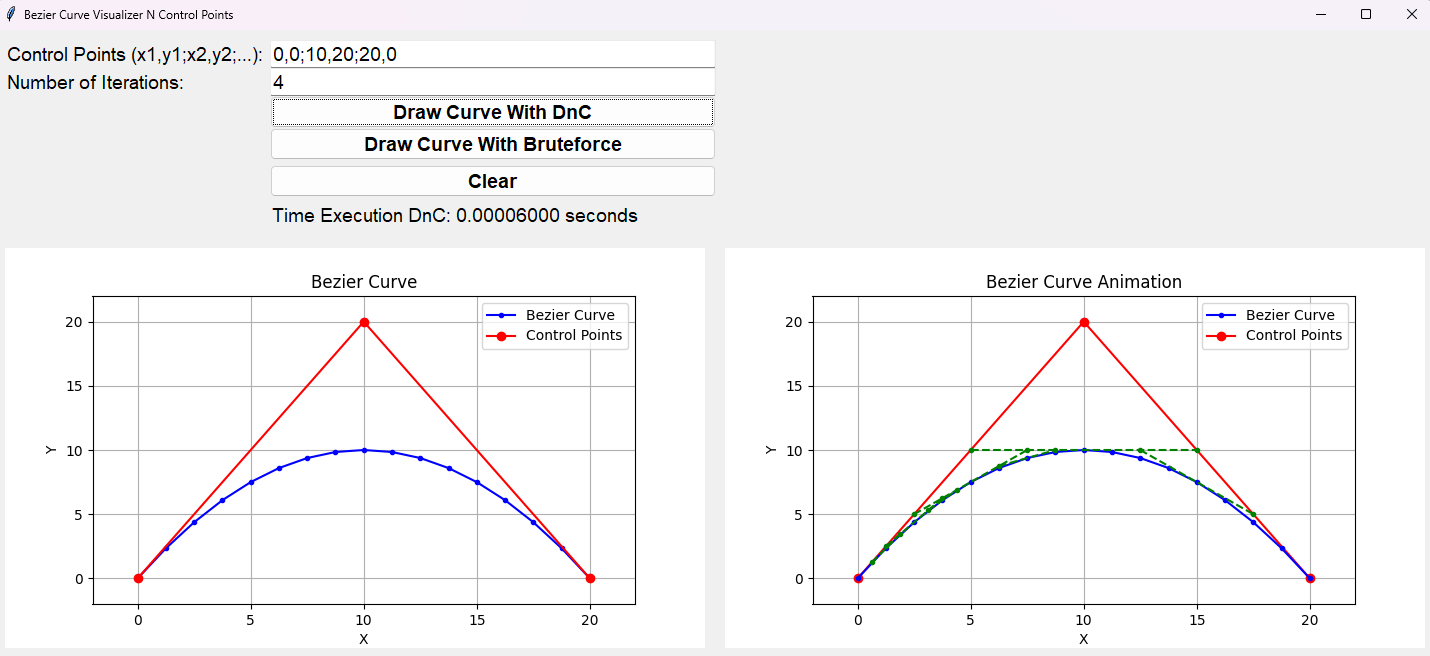 Bezier Curve Visualizer N Control Points
Control Points (x1,y1;x2,y2;...): 0,0;10,20;20,0
Number of Iterations: 4
Draw Curve With DnC
Draw Curve With Bruteforce
Clear
Time Execution DnC: 0.00006000 seconds
Bezier Curve
Bezier Curve
Control Points
20
15
10
5
0
Y
0 5 10 15 20
X
Bezier Curve Animation
Bezier Curve
Control Points
20
15
10
5
0
Y
0 5 10 15 20
X